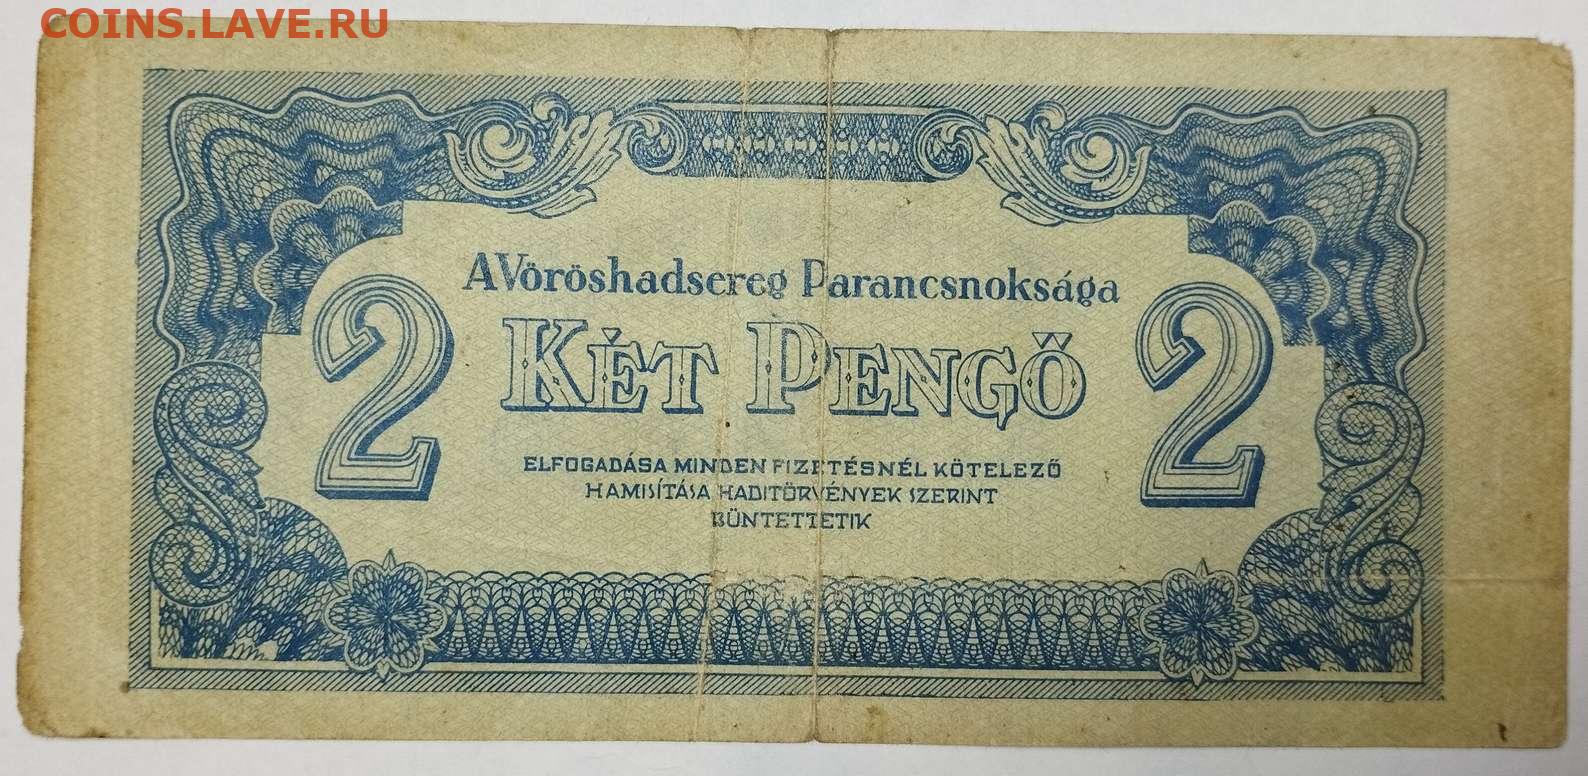 COINS.LAVE.RU
A Vöröshadsereg Parancsnoksága
2 KÉT PENGŐ 2
ELFOGADÁSA MINDEN FIZETÉSNÉL KÖTELEZŐ
HAMISÍTÁSA HADITÖRVÉNYEK SZERINT
BÜNTETTETIK